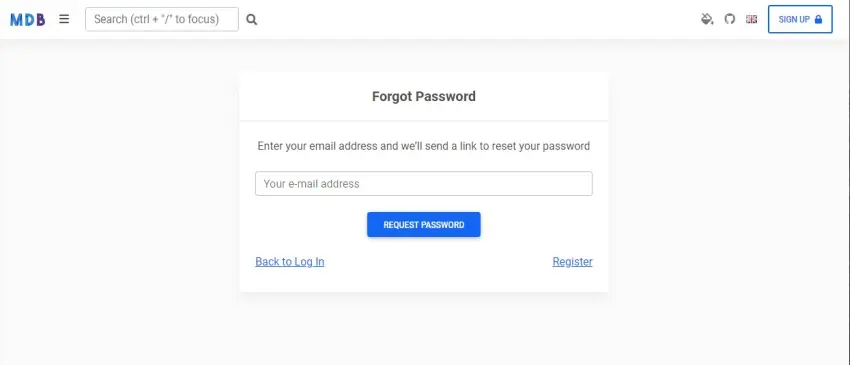 MDB
Search (ctrl + "/" to focus)
SIGN UP
Forgot Password
Enter your email address and we'll send a link to reset your password
Your e-mail address
REQUEST PASSWORD
Back to Log In
Register